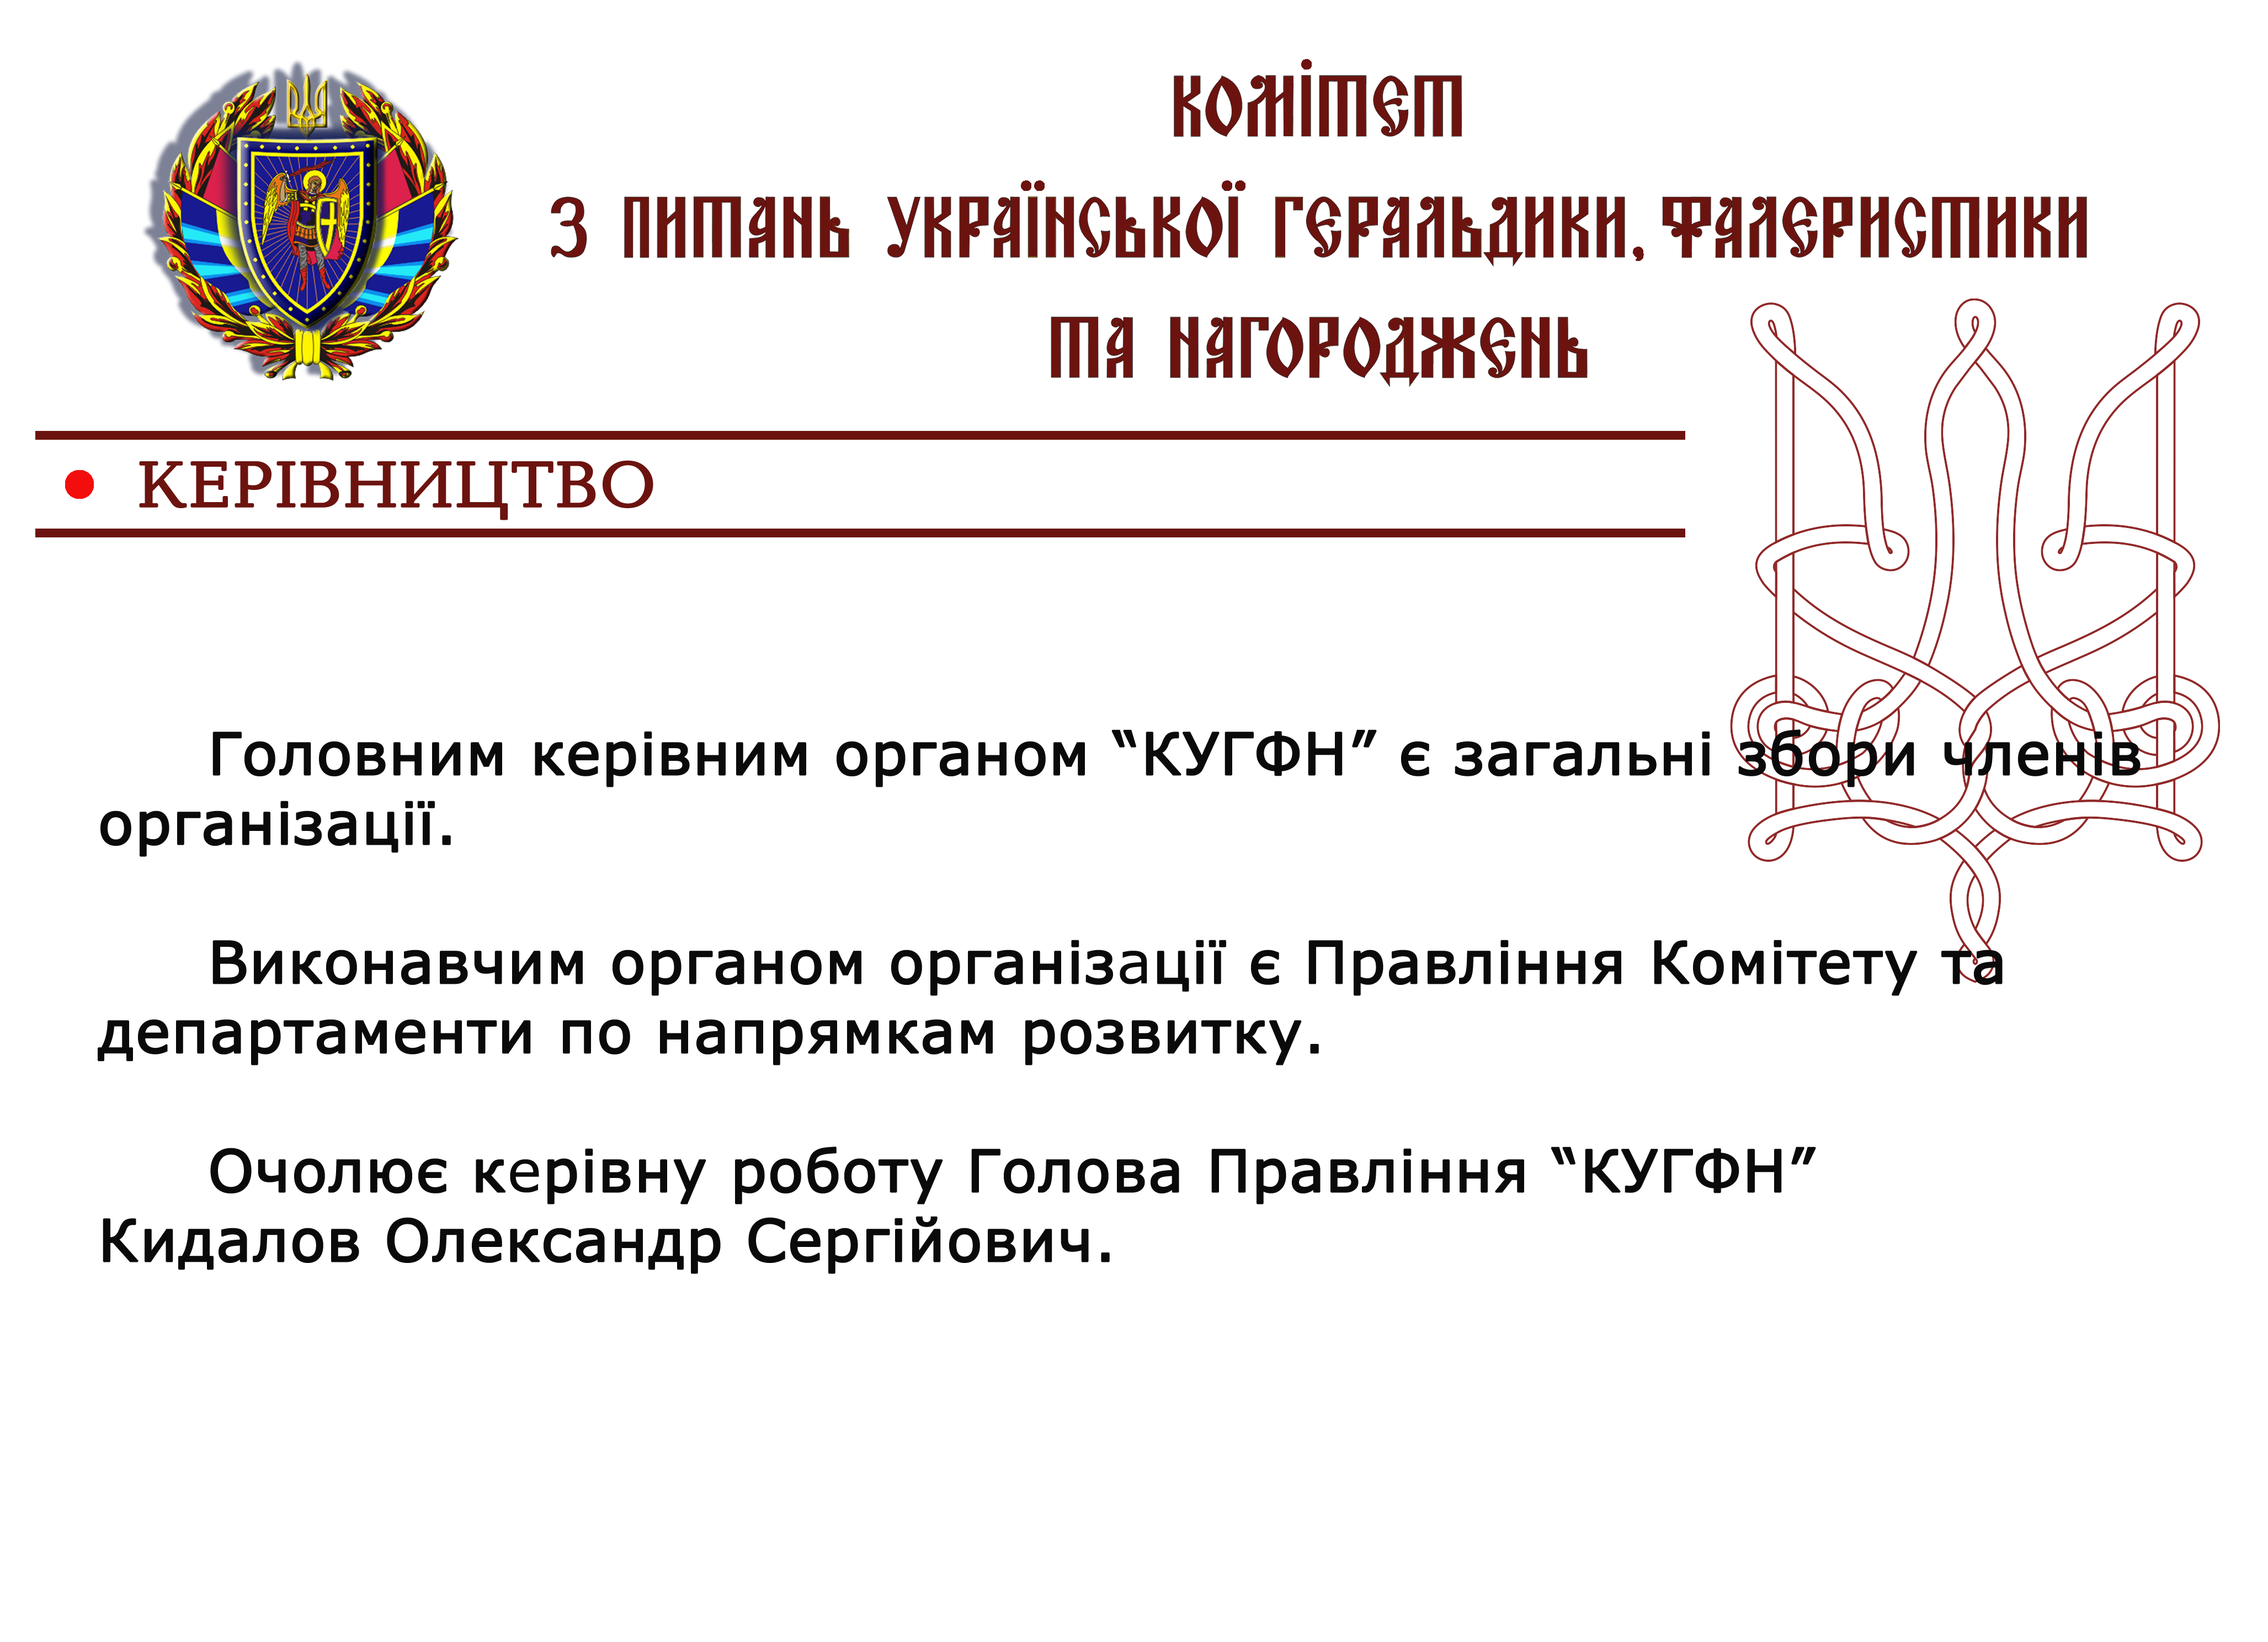 КОМІТЕТ
З ПИТАНЬ УКРАЇНСЬКОЇ ГЕРАЛЬДИКИ, ФАЛЕРИСТИКИ
ТА НАГОРОДЖЕНЬ
• КЕРІВНИЦТВО
Головним керівним органом “КУГФН” є загальні збори членів
організації.
Виконавчим органом організації є Правління Комітету та
департаменти по напрямкам розвитку.
Очолює керівну роботу Голова Правління “КУГФН”
Кидалов Олександр Сергійович.